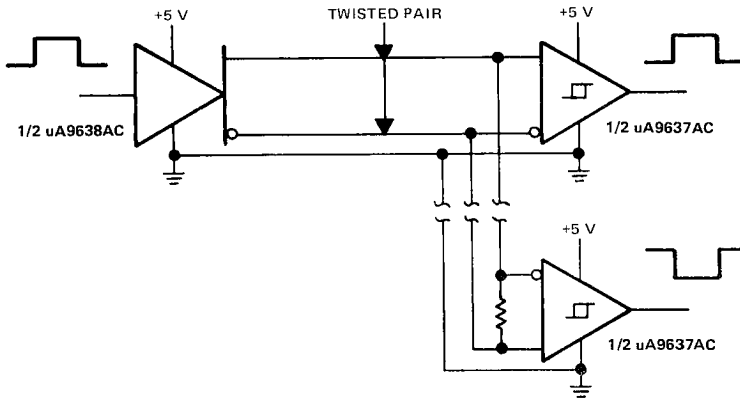 +5 V
TWISTED PAIR
+5 V
1/2 uA9638AC
1/2 uA9637AC
+5 V
1/2 uA9637AC